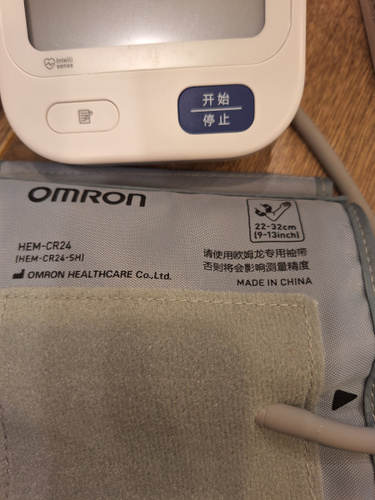 intelli
sense
开始
停止
OMRON
22-32cm
(9-13inch)
HEM-CR24
(HEM-CR24-SH)
OMRON HEALTHCARE Co.,Ltd.
请使用欧姆龙专用袖带
否则将会影响测量精度
MADE IN CHINA